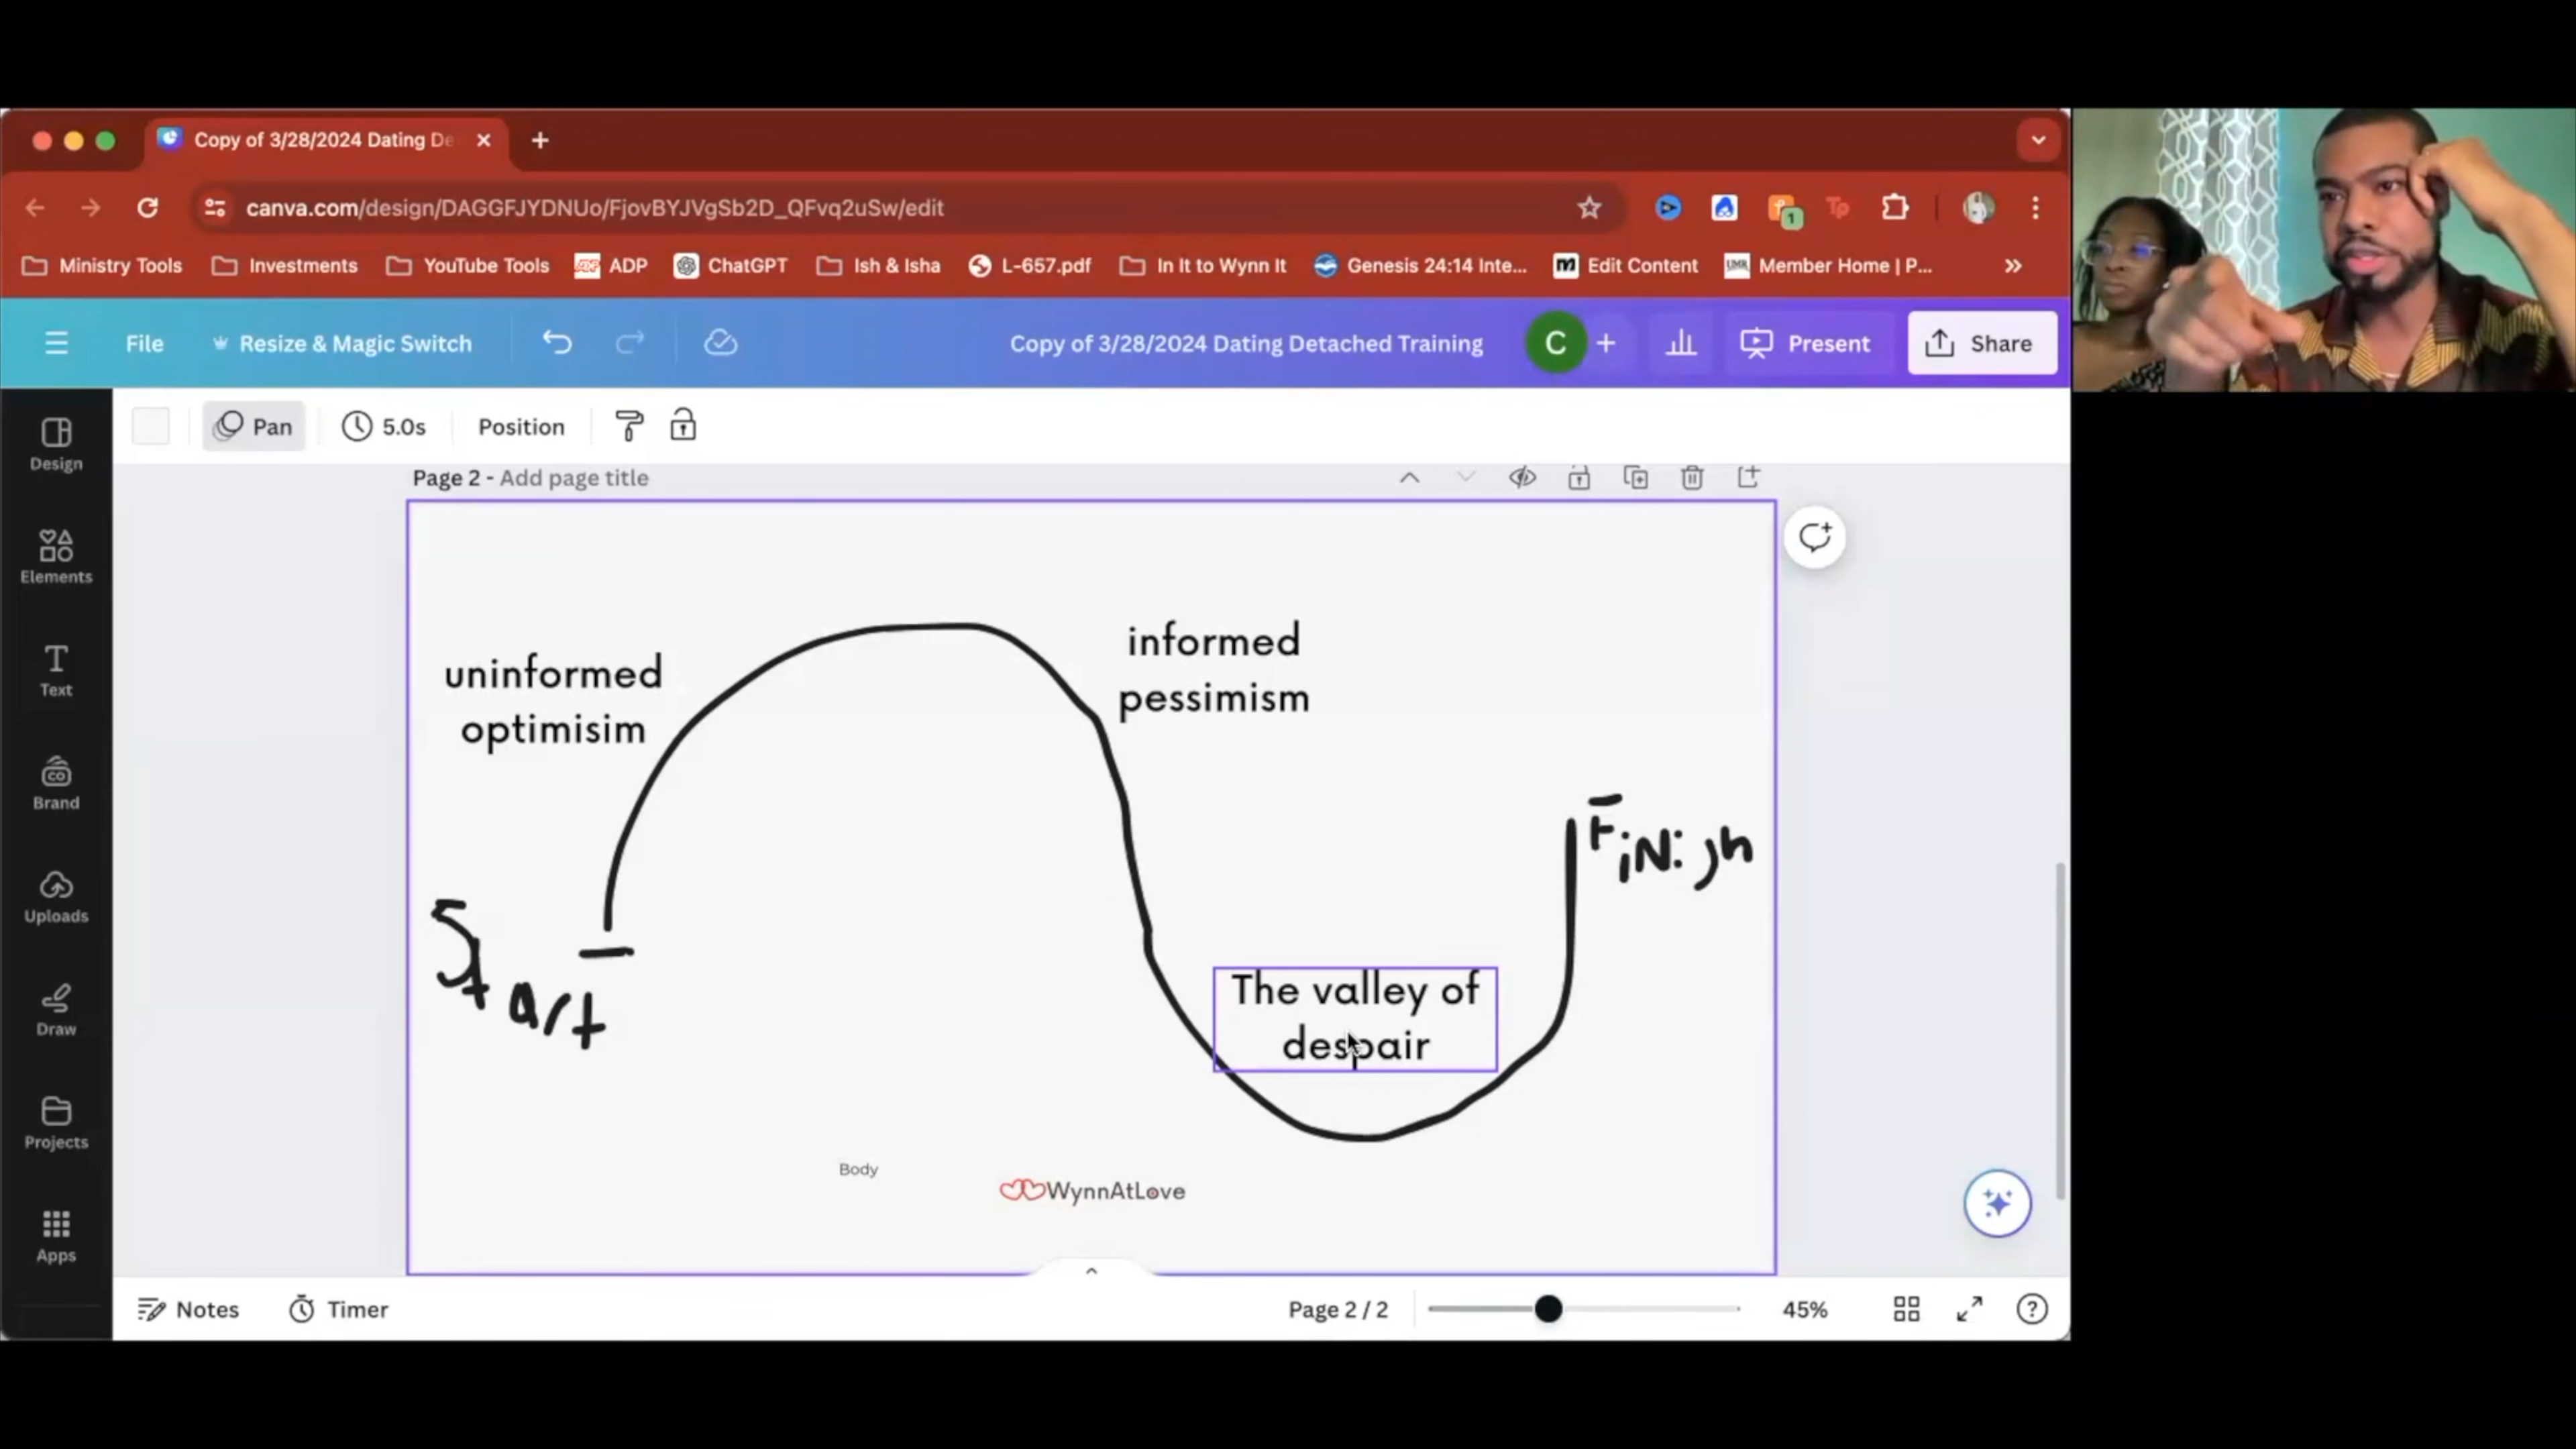 Copy of 3/28/2024 Dating De
canva.com/design/DAGGFJYDNUo/FjovBYJVgSb2D_QFvq2uSw/edit
1
Tp
Ministry Tools
Investments
YouTube Tools
ADP
ChatGPT
Ish & Isha
L-657.pdf
In It to Wynn It
Genesis 24:14 Inte...
Edit Content
UMR
Member Home | P...
File
Resize & Magic Switch
Copy of 3/28/2024 Dating Detached Training
C
Present
Share
Design
Elements
Text
Brand
Uploads
Draw
Projects
Apps
Pan
5.0s
Position
Page 2 - Add page title
uninformed
optimisim
informed
pessimism
Start
FiNish
The valley of
despair
Body
WynnAtLove
Notes
Timer
Page 2 / 2
45%